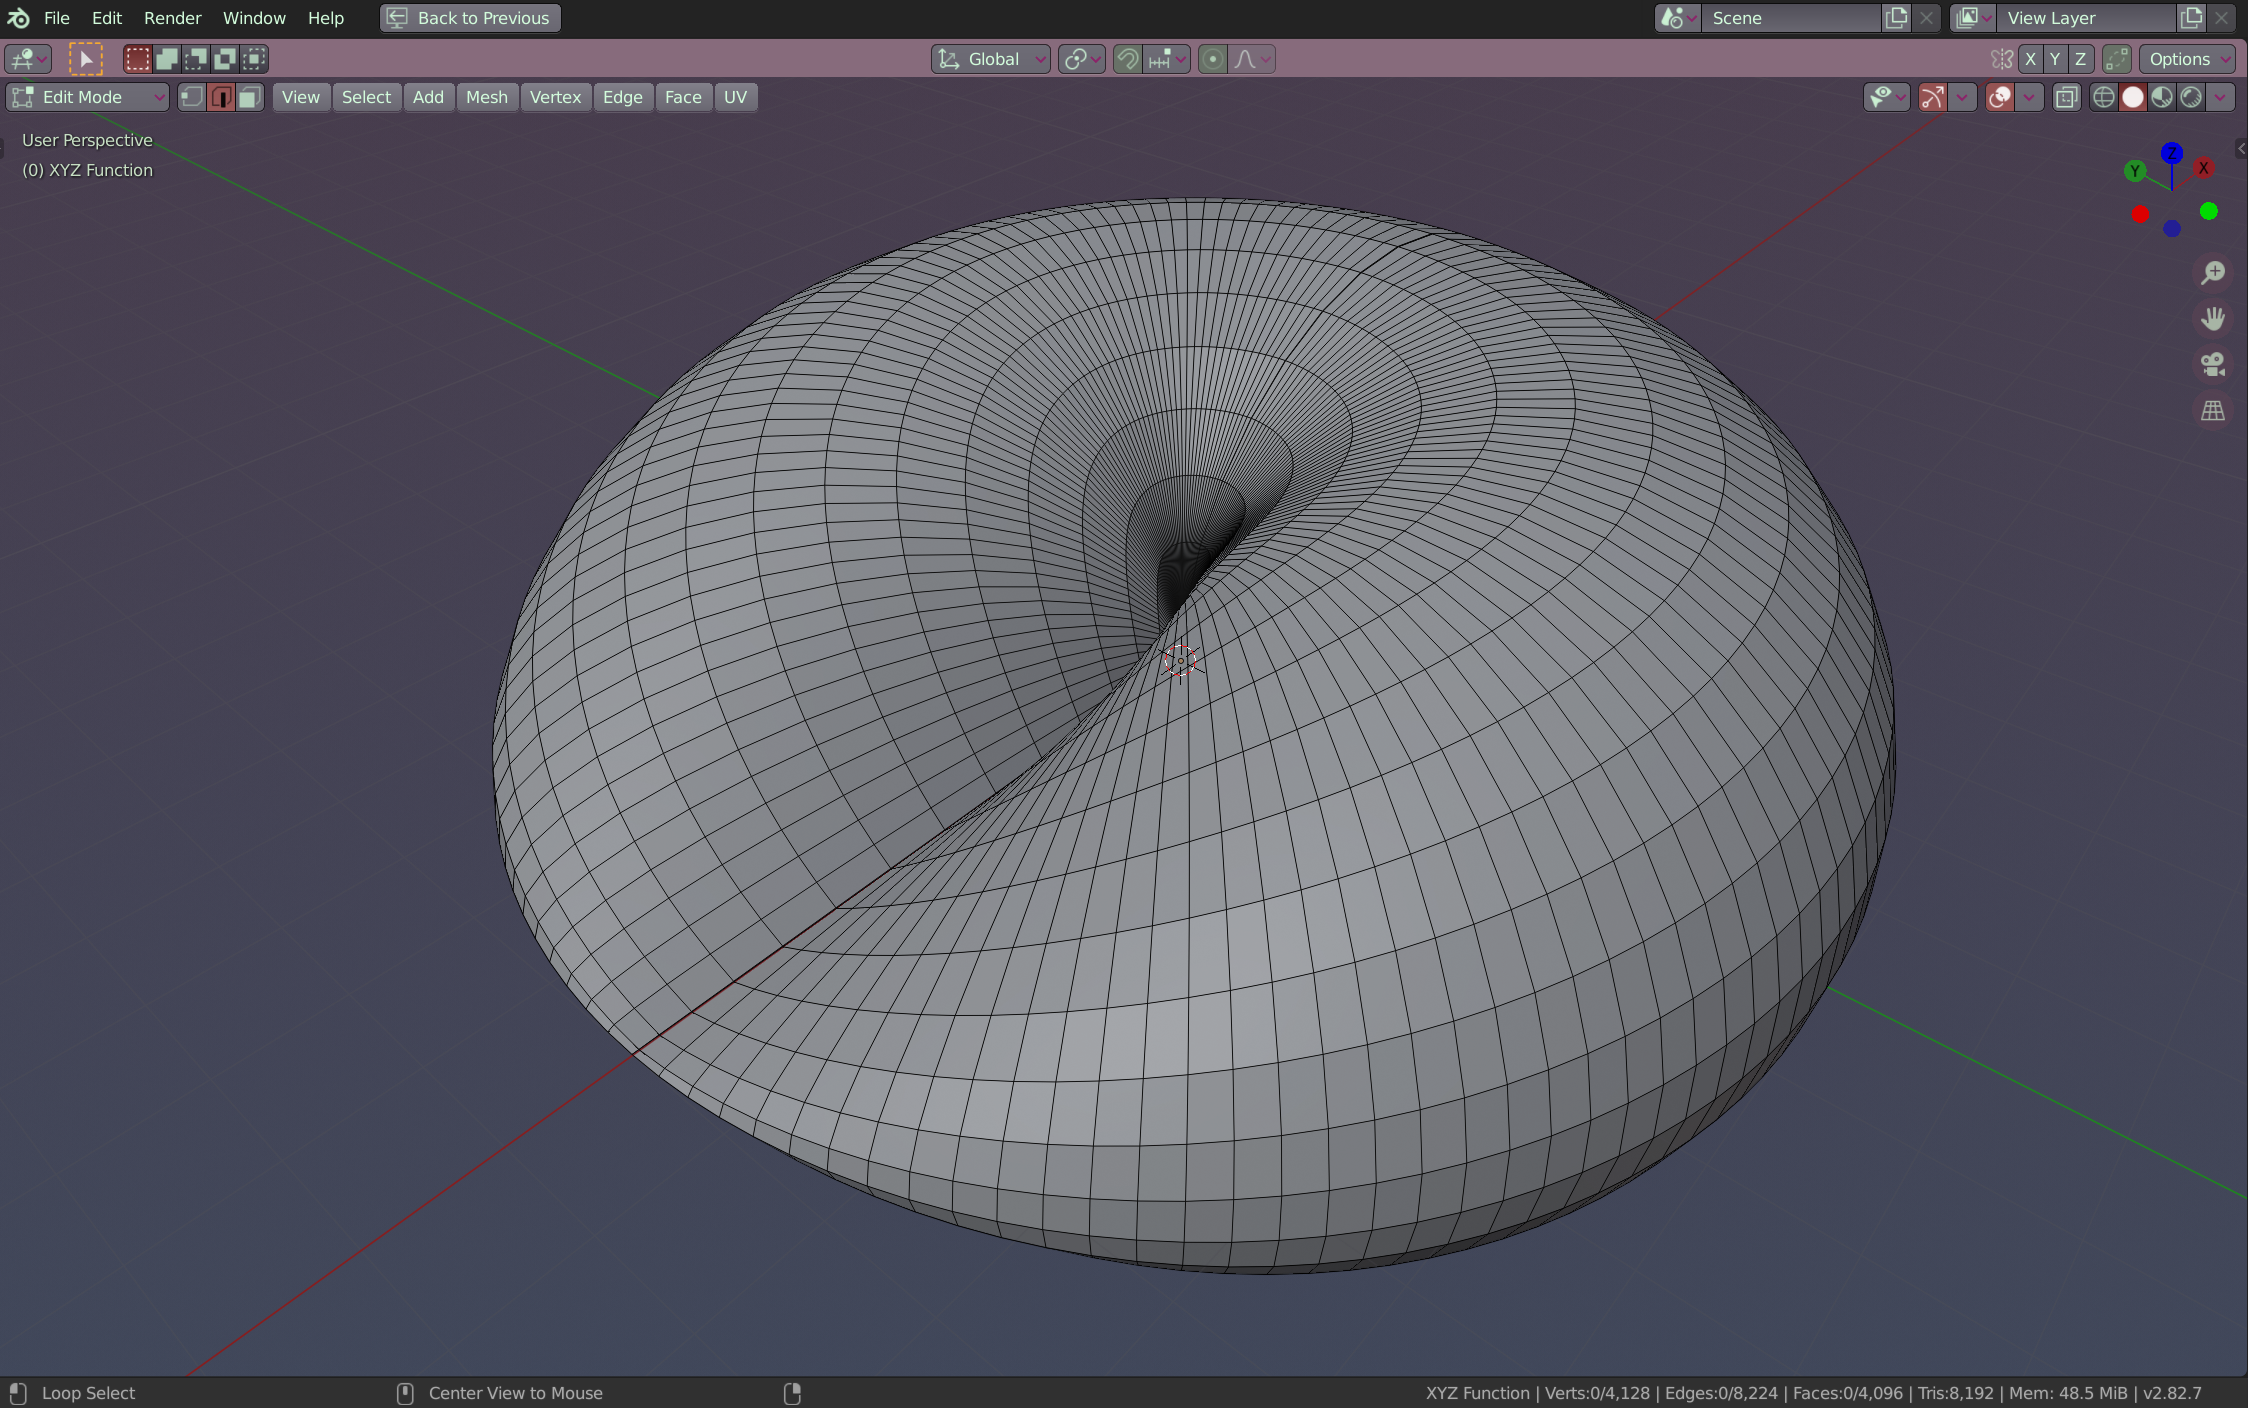 File Edit Render Window Help Back to Previous Scene View Layer
Global X Y Z Options
Edit Mode View Select Add Mesh Vertex Edge Face UV
User Perspective
(0) XYZ Function
Z
Y X
Loop Select Center View to Mouse XYZ Function | Verts:0/4,128 | Edges:0/8,224 | Faces:0/4,096 | Tris:8,192 | Mem: 48.5 MiB | v2.82.7